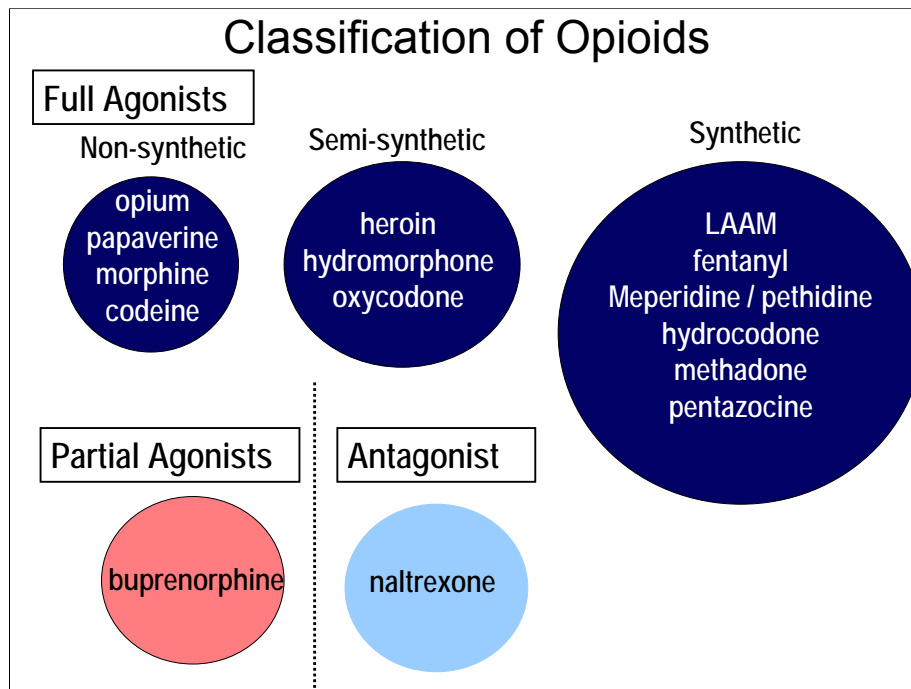 Classification of Opioids
Full Agonists
Non-synthetic
opium
papaverine
morphine
codeine
Semi-synthetic
heroin
hydromorphone
oxycodone
Synthetic
LAAM
fentanyl
Meperidine / pethidine
hydrocodone
methadone
pentazocine
Partial Agonists
buprenorphine
Antagonist
naltrexone